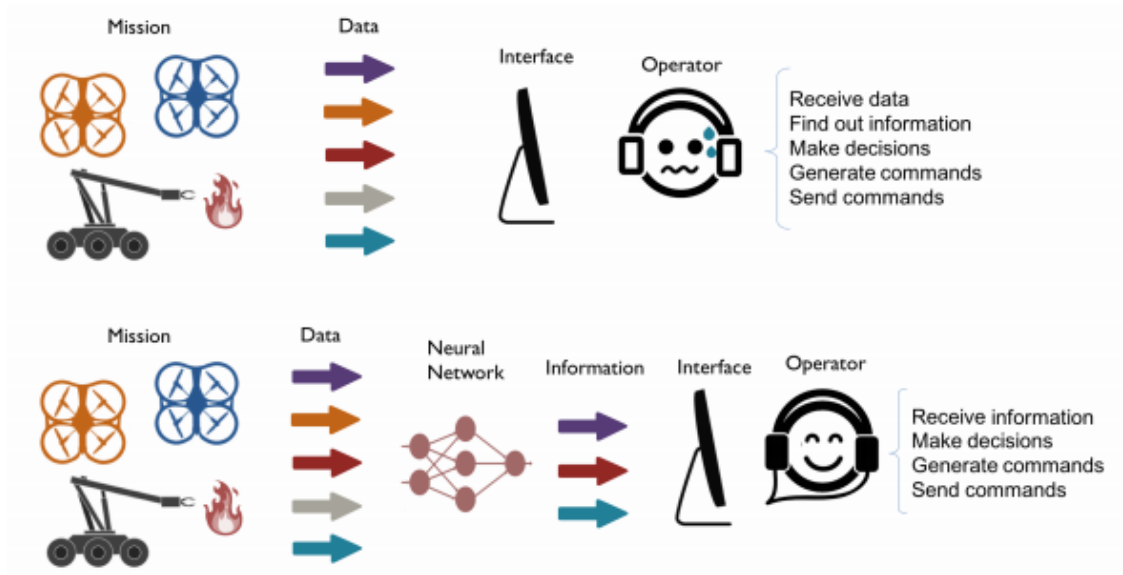 Mission
Data
Interface
Operator
Receive data
Find out information
Make decisions
Generate commands
Send commands
Mission
Data
Neural
Network
Information
Interface
Operator
Receive information
Make decisions
Generate commands
Send commands